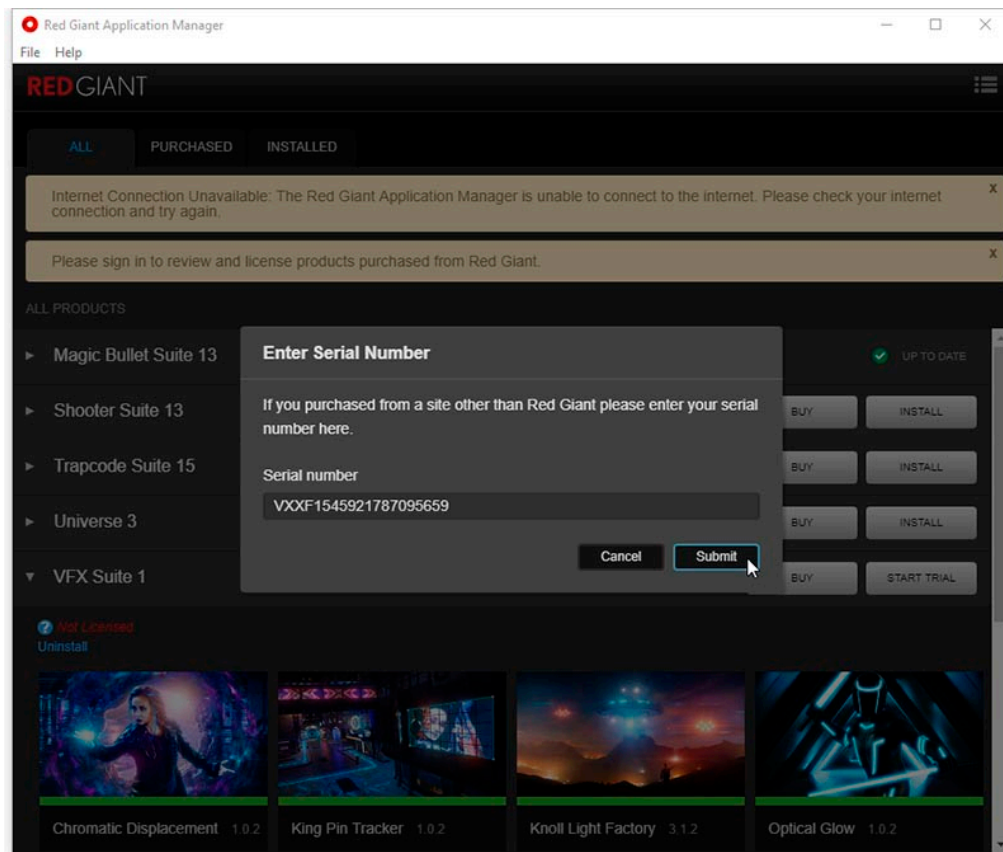 Red Giant Application Manager
File Help
REDGIANT
ALL PURCHASED INSTALLED
Internet Connection Unavailable: The Red Giant Application Manager is unable to connect to the internet. Please check your internet
connection and try again.
X
Please sign in to review and license products purchased from Red Giant.
X
ALL PRODUCTS
Magic Bullet Suite 13
UP TO DATE
Enter Serial Number
If you purchased from a site other than Red Giant please enter your serial
number here.
Serial number
VXXF1545921787095659
Cancel Submit
Shooter Suite 13
BUY INSTALL
Trapcode Suite 15
BUY INSTALL
Universe 3
BUY INSTALL
VFX Suite 1
BUY START TRIAL
? Not Licensed
Uninstall
Chromatic Displacement 1.0.2
King Pin Tracker 1.0.2
Knoll Light Factory 3.1.2
Optical Glow 1.0.2